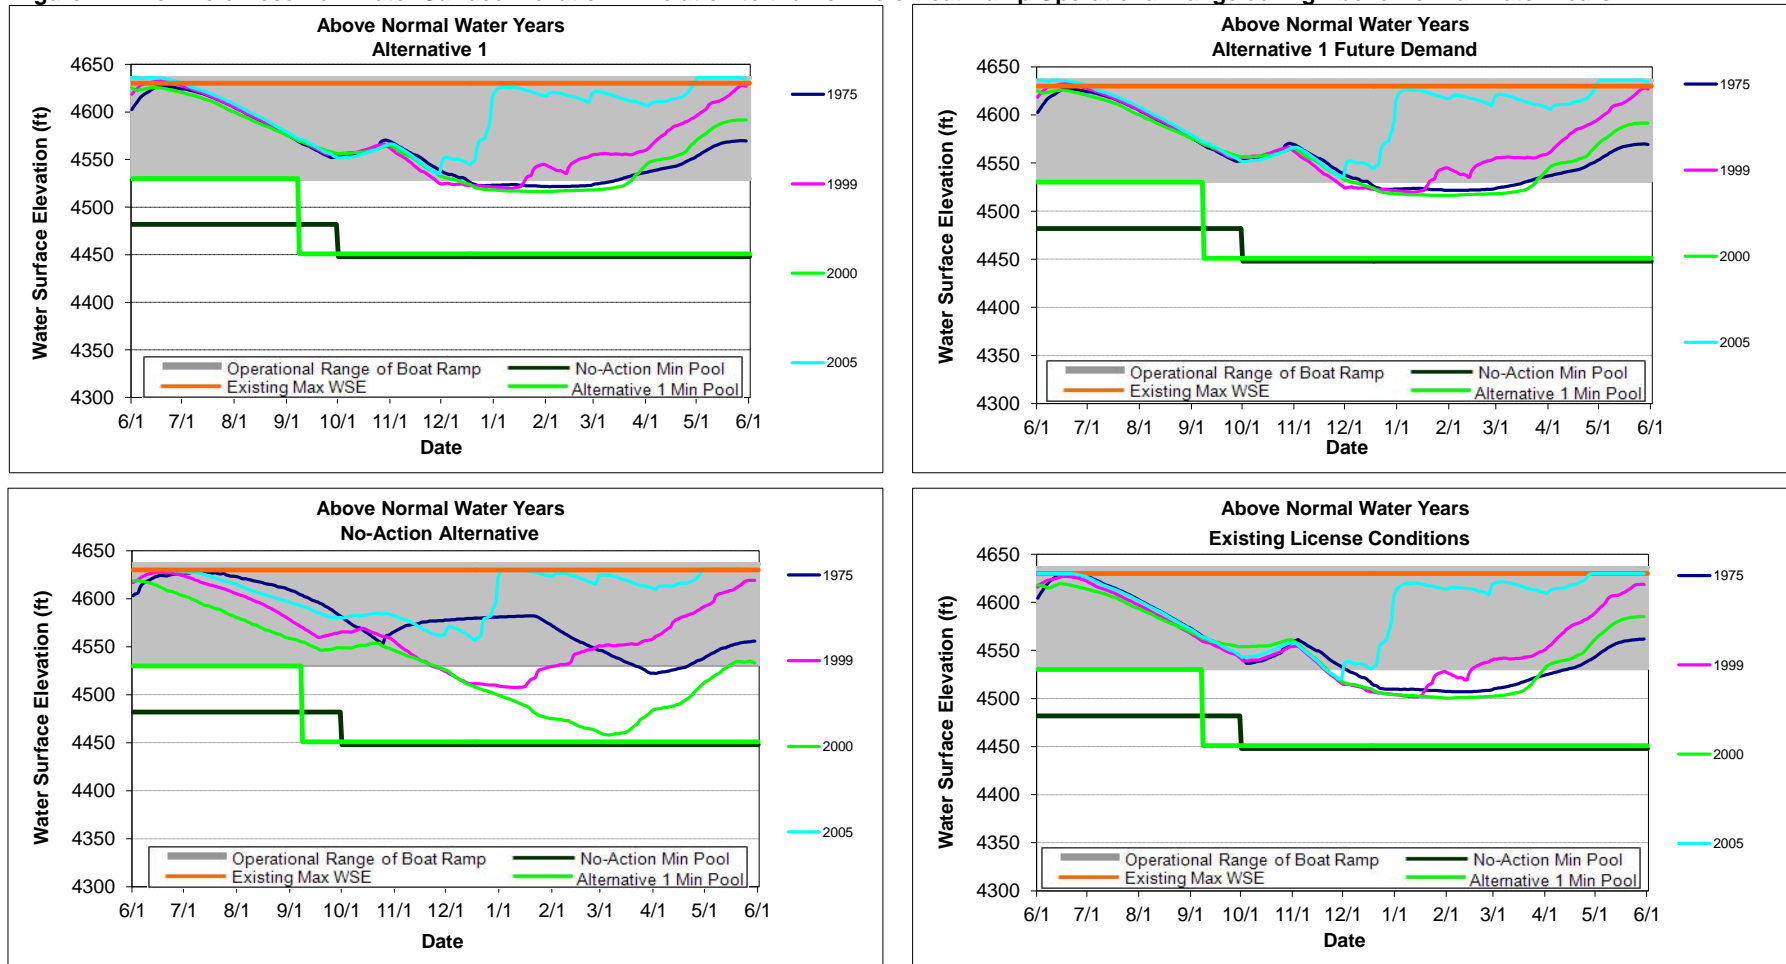 Above Normal Water Years
Alternative 1
Water Surface Elevation (ft)
4650
4600
4550
4500
4450
4400
4350
4300
6/1 7/1 8/1 9/1 10/1 11/1 12/1 1/1 2/1 3/1 4/1 5/1 6/1
Date
Operational Range of Boat Ramp
No-Action Min Pool
Existing Max WSE
Alternative 1 Min Pool
1975
1999
2000
2005
Above Normal Water Years
Alternative 1 Future Demand
Water Surface Elevation (ft)
4650
4600
4550
4500
4450
4400
4350
4300
6/1 7/1 8/1 9/1 10/1 11/1 12/1 1/1 2/1 3/1 4/1 5/1 6/1
Date
Operational Range of Boat Ramp
No-Action Min Pool
Existing Max WSE
Alternative 1 Min Pool
1975
1999
2000
2005
Above Normal Water Years
No-Action Alternative
Water Surface Elevation (ft)
4650
4600
4550
4500
4450
4400
4350
4300
6/1 7/1 8/1 9/1 10/1 11/1 12/1 1/1 2/1 3/1 4/1 5/1 6/1
Date
Operational Range of Boat Ramp
No-Action Min Pool
Existing Max WSE
Alternative 1 Min Pool
1975
1999
2000
2005
Above Normal Water Years
Existing License Conditions
Water Surface Elevation (ft)
4650
4600
4550
4500
4450
4400
4350
4300
6/1 7/1 8/1 9/1 10/1 11/1 12/1 1/1 2/1 3/1 4/1 5/1 6/1
Date
Operational Range of Boat Ramp
No-Action Min Pool
Existing Max WSE
Alternative 1 Min Pool
1975
1999
2000
2005